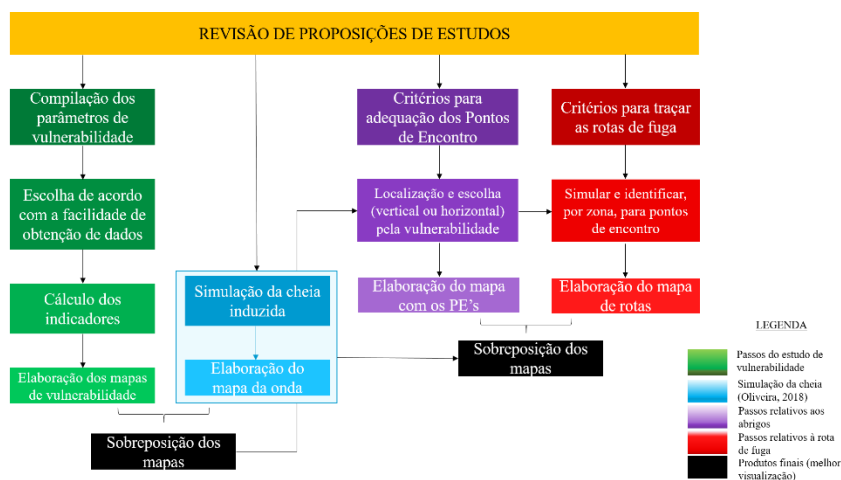 REVISÃO DE PROPOSIÇÕES DE ESTUDOS
Compilação dos
parâmetros de
vulnerabilidade
Escolha de acordo
com a facilidade de
obtenção de dados
Cálculo dos
indicadores
Elaboração dos mapas
de vulnerabilidade
Simulação da cheia
induzida
Elaboração do
mapa da onda
Sobreposição dos
mapas
Critérios para
adequação dos Pontos
de Encontro
Localização e escolha
(vertical ou horizontal)
pela vulnerabilidade
Elaboração do mapa
com os PE’s
Critérios para traçar
as rotas de fuga
Simular e identificar,
por zona, para pontos
de encontro
Elaboração do mapa
de rotas
Sobreposição dos
mapas
LEGENDA
Passos do estudo de
vulnerabilidade
Simulação da cheia
(Oliveira, 2018)
Passos relativos aos
abrigos
Passos relativos à rota
de fuga
Produtos finais (melhor
visualização)